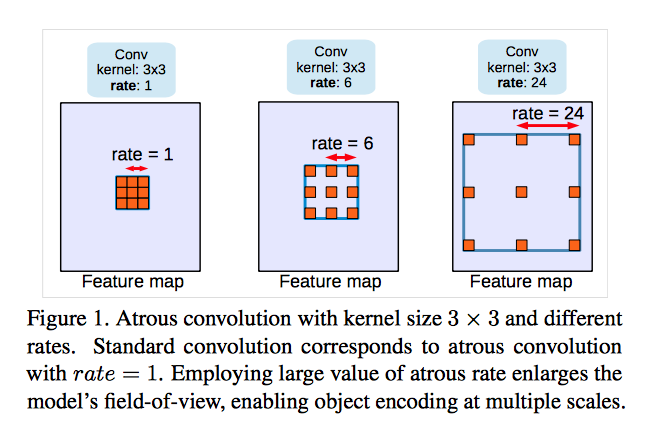 Conv
kernel: 3x3
rate: 1
Conv
kernel: 3x3
rate: 6
Conv
kernel: 3x3
rate: 24
rate = 1
rate = 6
rate = 24
Feature map
Feature map
Feature map
Figure 1. Atrous convolution with kernel size 3 × 3 and different
rates. Standard convolution corresponds to atrous convolution
with rate = 1. Employing large value of atrous rate enlarges the
model’s field-of-view, enabling object encoding at multiple scales.